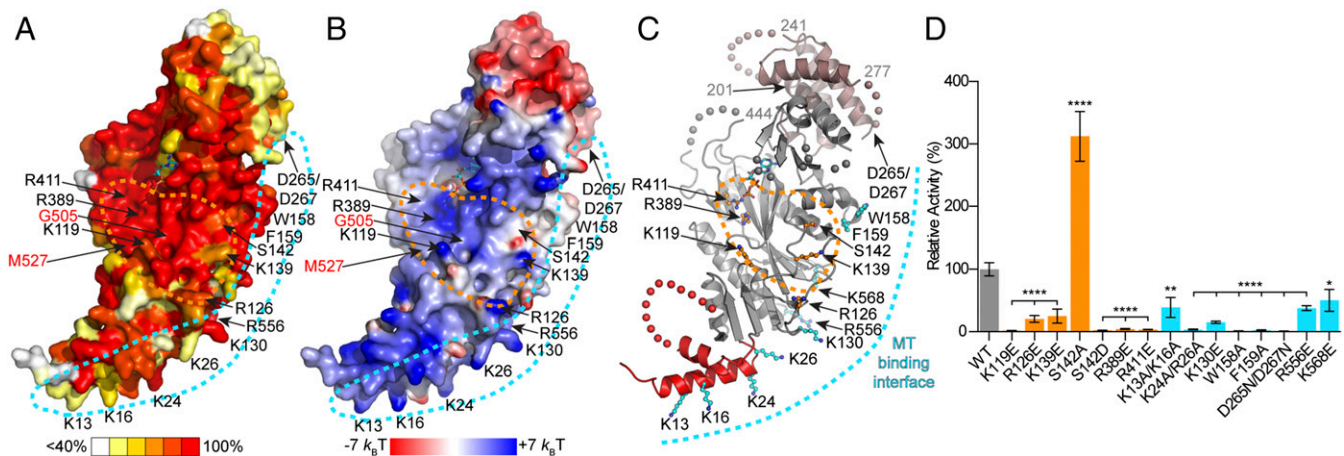 A
R411
R389
G505
K119
M527
D265/
D267
W158
F159
S142
K139
R126
R556
K130
K26
K24
K16
K13
<40%
100%
B
R411
R389
G505
K119
M527
D265/
D267
W158
F159
S142
K139
R126
R556
K130
K26
K24
K16
K13
-7 kBT
+7 kBT
C
241
277
201
444
D265/
D267
R411
R389
W158
F159
K119
S142
K139
K568
R126
R556
K130
K26
K24
K16
K13
MT
binding
interface
D
Relative Activity (%)
400
300
200
100
0
****
****
****
**
****
*
WT
K119E
R126E
K139E
S142A
S142D
R389E
R411E
K13A/K16A
K24A/R26A
K130E
W158A
F159A
D265N/D267N
R556E
K568E